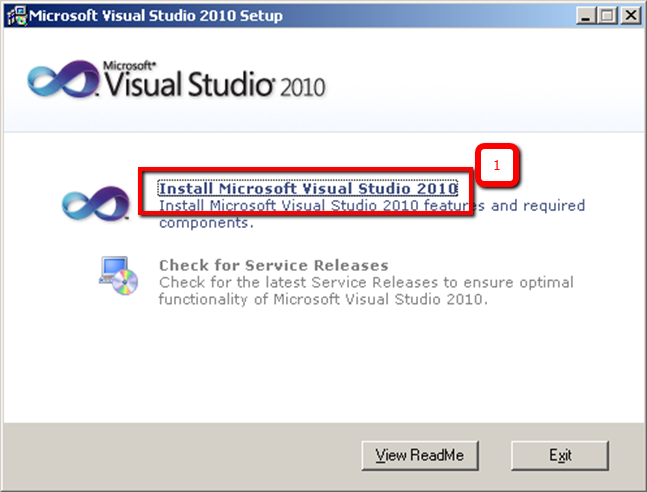 Microsoft Visual Studio 2010 Setup
Microsoft®
Visual Studio® 2010
1
Install Microsoft Visual Studio 2010
Install Microsoft Visual Studio 2010 features and required
components.
Check for Service Releases
Check for the latest Service Releases to ensure optimal
functionality of Microsoft Visual Studio 2010.
View ReadMe
Exit